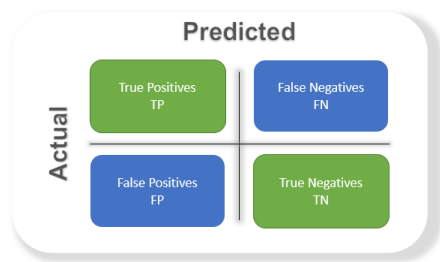 Predicted
Actual
True Positives
TP
False Negatives
FN
False Positives
FP
True Negatives
TN